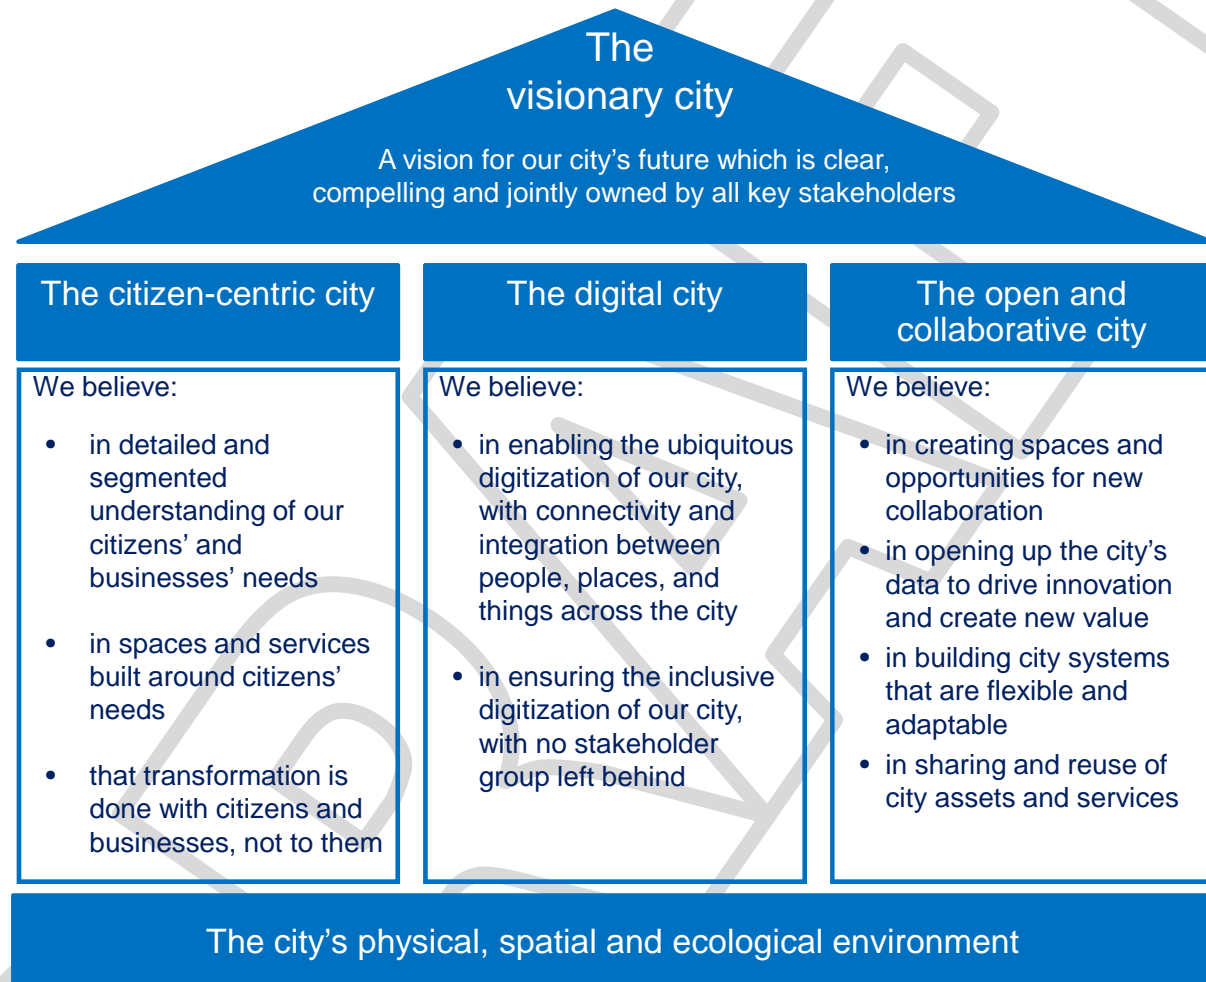 The
visionary city
A vision for our city's future which is clear,
compelling and jointly owned by all key stakeholders
The citizen-centric city
We believe:
• in detailed and
segmented
understanding of our
citizens' and
businesses' needs
• in spaces and services
built around citizens'
needs
• that transformation is
done with citizens and
businesses, not to them
The digital city
We believe:
• in enabling the ubiquitous
digitization of our city,
with connectivity and
integration between
people, places, and
things across the city
• in ensuring the inclusive
digitization of our city,
with no stakeholder
group left behind
The open and
collaborative city
We believe:
• in creating spaces and
opportunities for new
collaboration
• in opening up the city's
data to drive innovation
and create new value
• in building city systems
that are flexible and
adaptable
• in sharing and reuse of
city assets and services
The city's physical, spatial and ecological environment